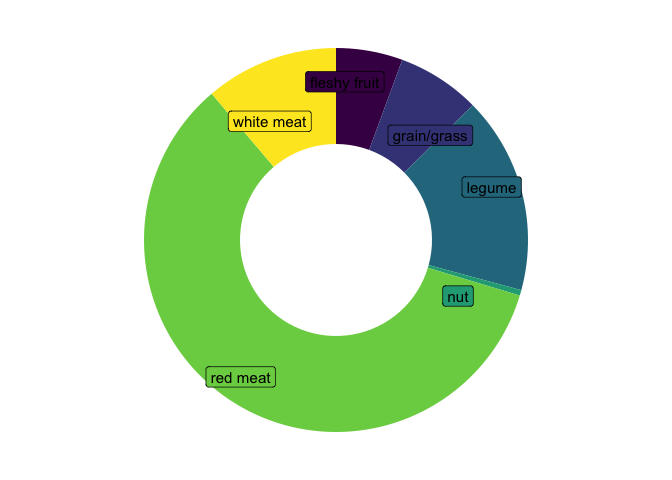 fleshy fruit
white meat
grain/grass
legume
nut
red meat